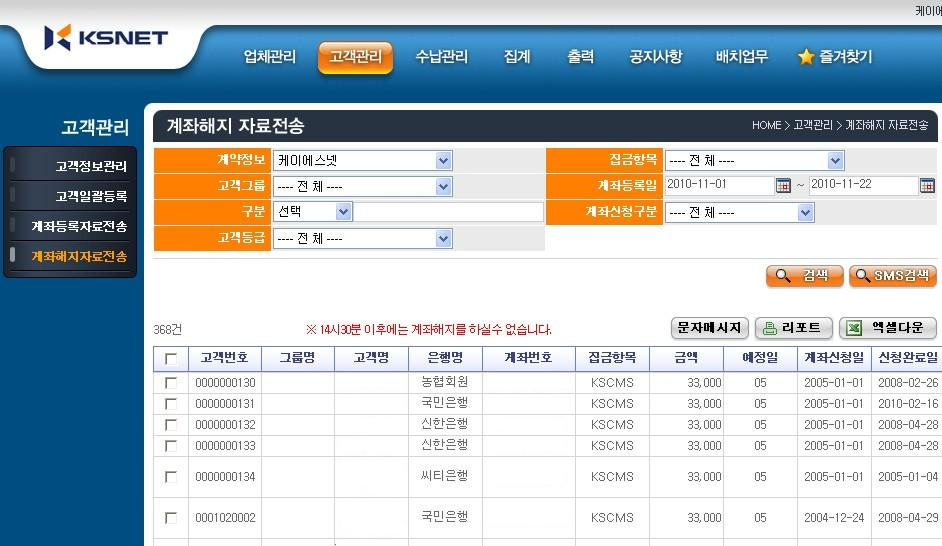 케이에
KSNET
업체관리 고객관리 수납관리 집계 출력 공지사항 배치업무 즐겨찾기
고객관리
고객정보관리
고객일괄등록
계좌등록자료전송
계좌해지자료전송
계좌해지 자료전송 HOME > 고객관리 > 계좌해지 자료전송
계약정보 케이에스넷 집금항목 ---- 전 체 ----
고객그룹 ---- 전 체 ---- 계좌등록일 2010-11-01 ~ 2010-11-22
구분 선택 계좌신청구분 ---- 전 체 ----
고객등급 ---- 전 체 ----
검색 SMS검색
368건 ※ 14시30분 이후에는 계좌해지를 하실수 없습니다. 문자메시지 리포트 엑셀다운
고객번호 그룹명 고객명 은행명 계좌번호 집금항목 금액 예정일 계좌신청일 신청완료일
0000000130 농협회원 KSCMS 33,000 05 2005-01-01 2008-02-26
0000000131 국민은행 KSCMS 33,000 05 2005-01-01 2010-02-16
0000000132 신한은행 KSCMS 33,000 05 2005-01-01 2008-04-28
0000000133 신한은행 KSCMS 33,000 05 2005-01-01 2008-04-28
0000000134 씨티은행 KSCMS 33,000 05 2005-01-01 2005-01-04
0001020002 국민은행 KSCMS 33,000 05 2004-12-24 2008-04-29